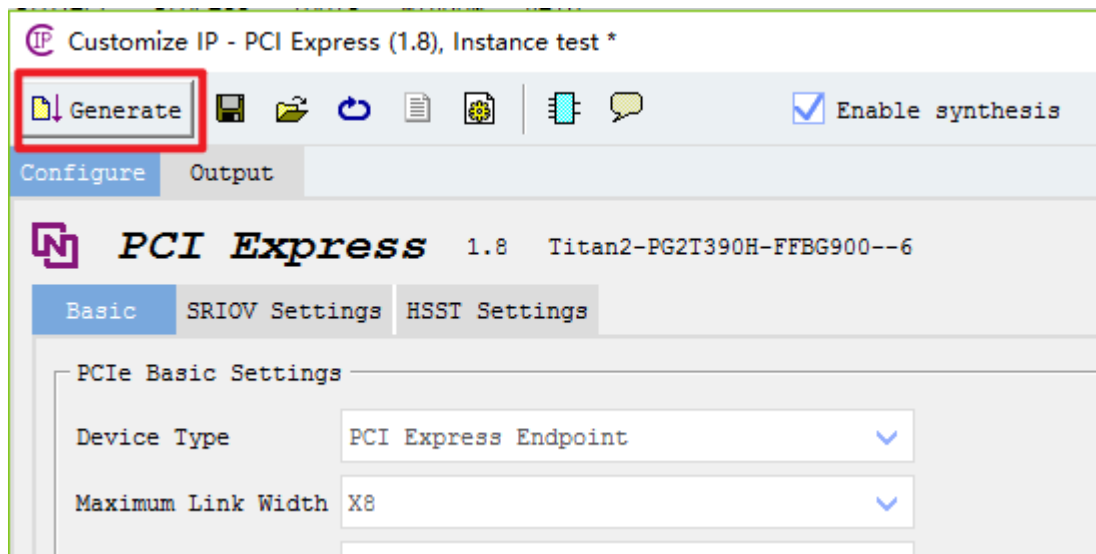 Customize IP - PCI Express (1.8), Instance test *
Generate
Enable synthesis
Configure Output
PCI Express 1.8 Titan2-PG2T390H-FFBG900--6
Basic SRIOV Settings HSST Settings
PCIe Basic Settings
Device Type PCI Express Endpoint
Maximum Link Width X8